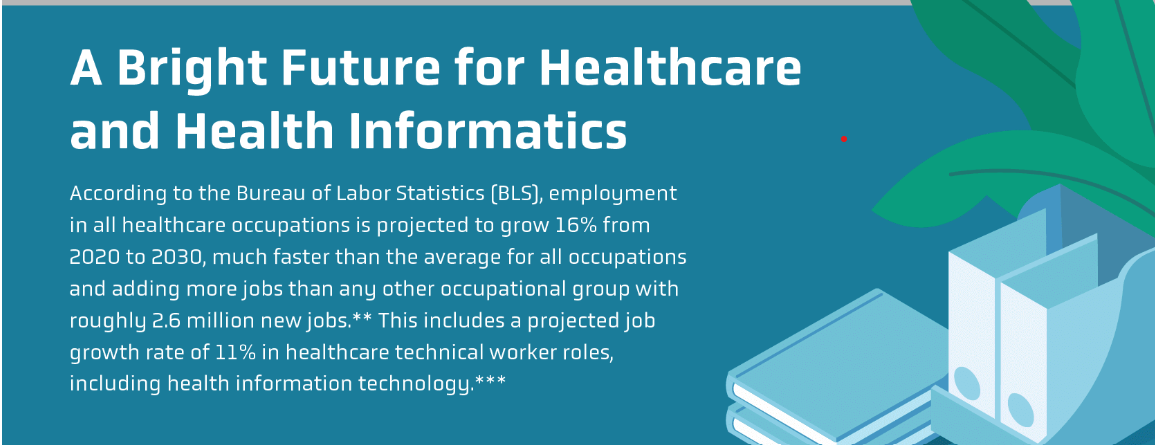 A Bright Future for Healthcare
and Health Informatics
According to the Bureau of Labor Statistics (BLS), employment
in all healthcare occupations is projected to grow 16% from
2020 to 2030, much faster than the average for all occupations
and adding more jobs than any other occupational group with
roughly 2.6 million new jobs.** This includes a projected job
growth rate of 11% in healthcare technical worker roles,
including health information technology.***